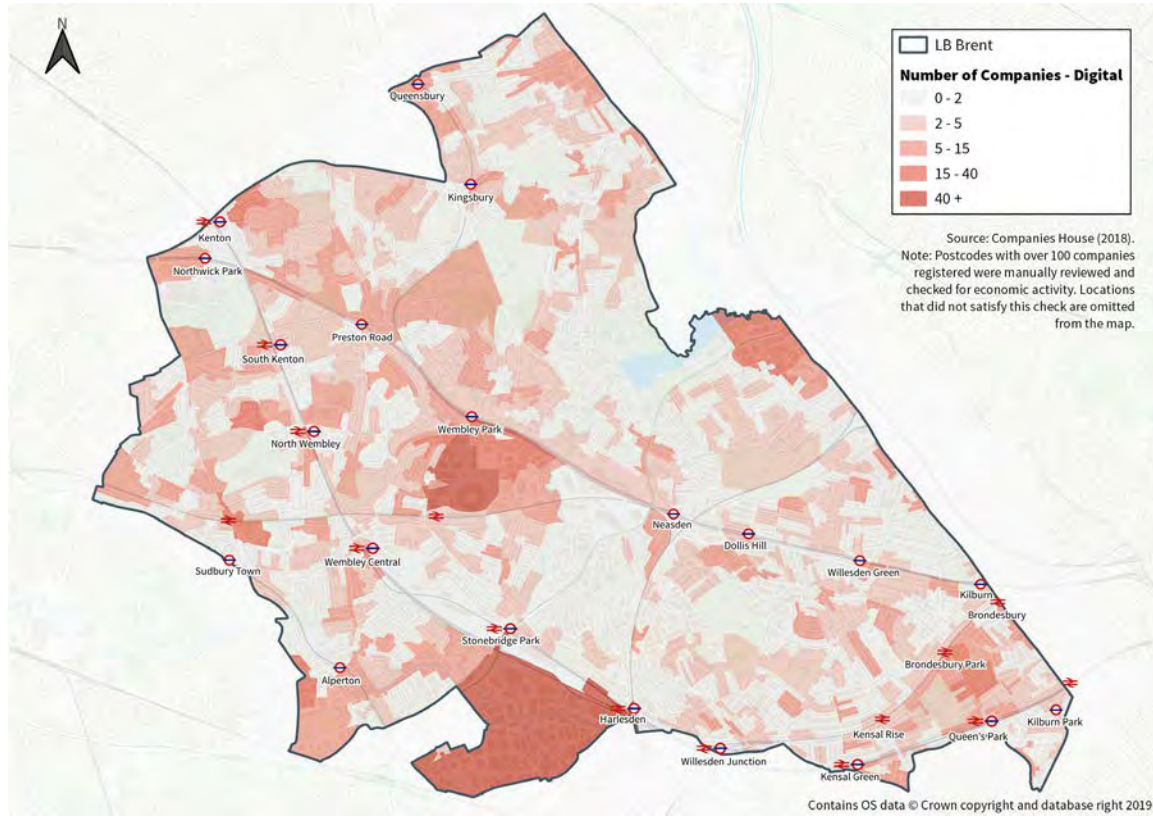 N
LB Brent
Number of Companies - Digital
0 - 2
2 - 5
5 - 15
15 - 40
40 +
Source: Companies House (2018).
Note: Postcodes with over 100 companies
registered were manually reviewed and
checked for economic activity. Locations
that did not satisfy this check are omitted
from the map.
Queensbury
Kingsbury
Kenton
Northwick Park
Preston Road
South Kenton
Wembley Park
North Wembley
Neasden
Dollis Hill
Wembley Central
Sudbury Town
Willesden Green
Kilburn
Brondesbury
Stonebridge Park
Brondesbury Park
Alperton
Harlesden
Kilburn Park
Kensal Rise
Queen's Park
Willesden Junction
Kensal Green
Contains OS data © Crown copyright and database right 2019